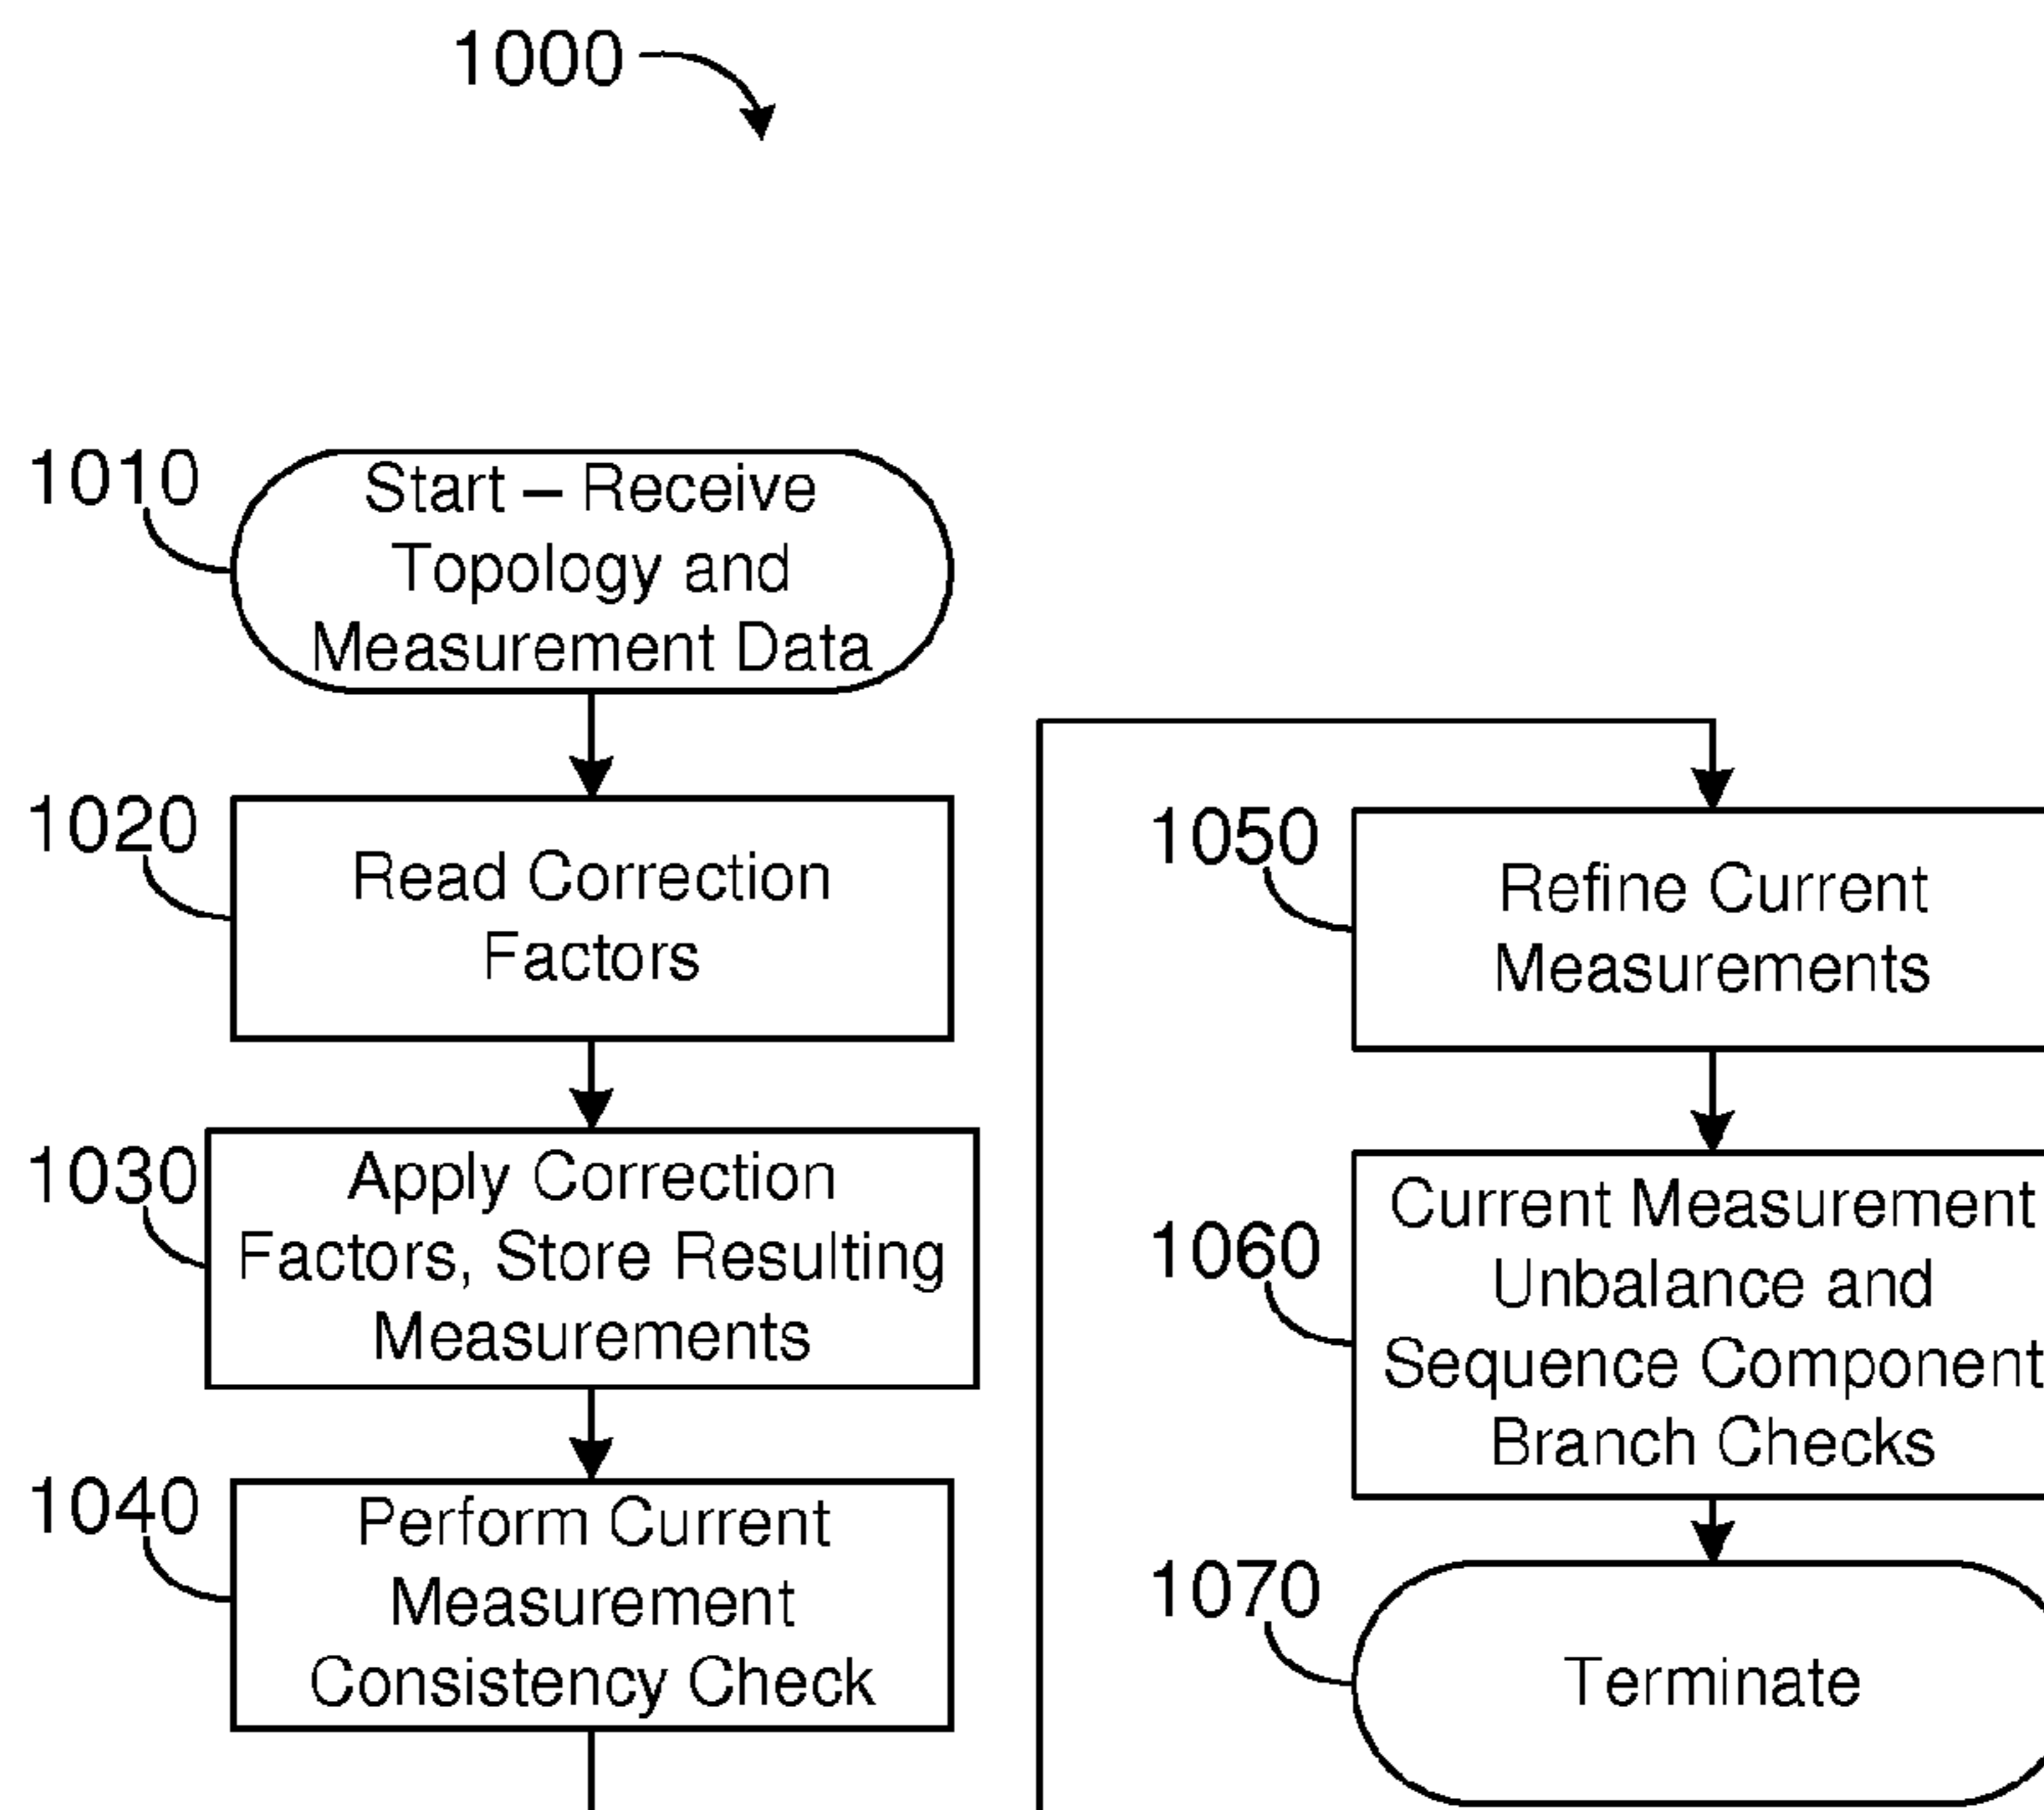 1000
1010
Start – Receive
Topology and
Measurement Data
1020
Read Correction
Factors
1030
Apply Correction
Factors, Store Resulting
Measurements
1040
Perform Current
Measurement
Consistency Check
1050
Refine Current
Measurements
1060
Current Measurement
Unbalance and
Sequence Component
Branch Checks
1070
Terminate